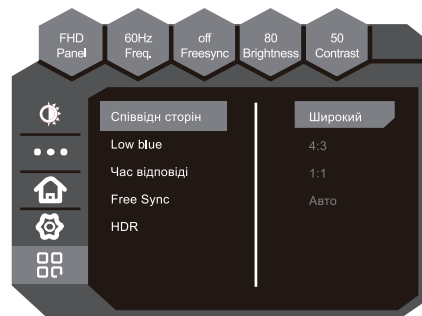 FHD
Panel
60Hz
Freq.
off
Freesync
80
Brightness
50
Contrast
Співвідн сторін
Широкий
Low blue
4:3
Час відповіді
1:1
Free Sync
Авто
HDR